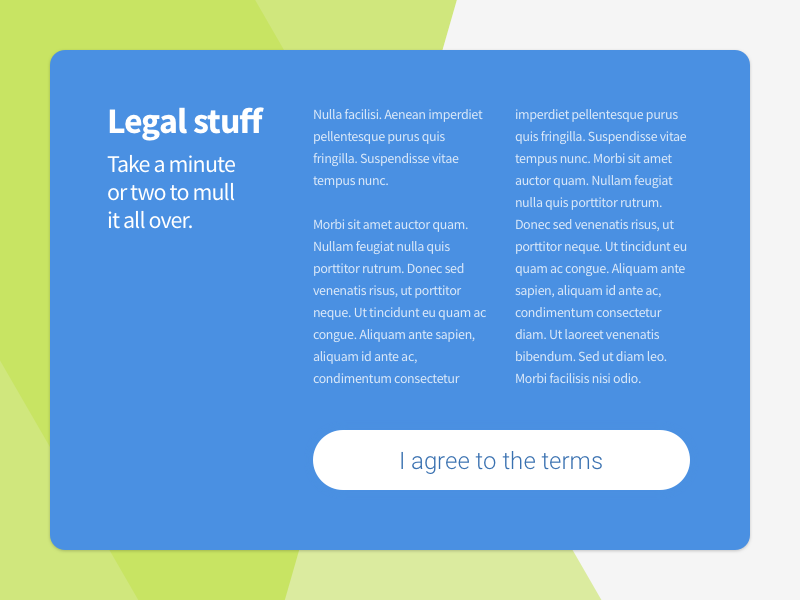 Legal stuff
Take a minute
or two to mull
it all over.
Nulla facilisi. Aenean imperdiet
pellentesque purus quis
fringilla. Suspendisse vitae
tempus nunc.
Morbi sit amet auctor quam.
Nullam feugiat nulla quis
porttitor rutrum. Donec sed
venenatis risus, ut porttitor
neque. Ut tincidunt eu quam ac
congue. Aliquam ante sapien,
aliquam id ante ac,
condimentum consectetur
imperdiet pellentesque purus
quis fringilla. Suspendisse vitae
tempus nunc. Morbi sit amet
auctor quam. Nullam feugiat
nulla quis porttitor rutrum.
Donec sed venenatis risus, ut
porttitor neque. Ut tincidunt eu
quam ac congue. Aliquam ante
sapien, aliquam id ante ac,
condimentum consectetur
diam. Ut laoreet venenatis
bibendum. Sed ut diam leo.
Morbi facilisis nisi odio.
I agree to the terms